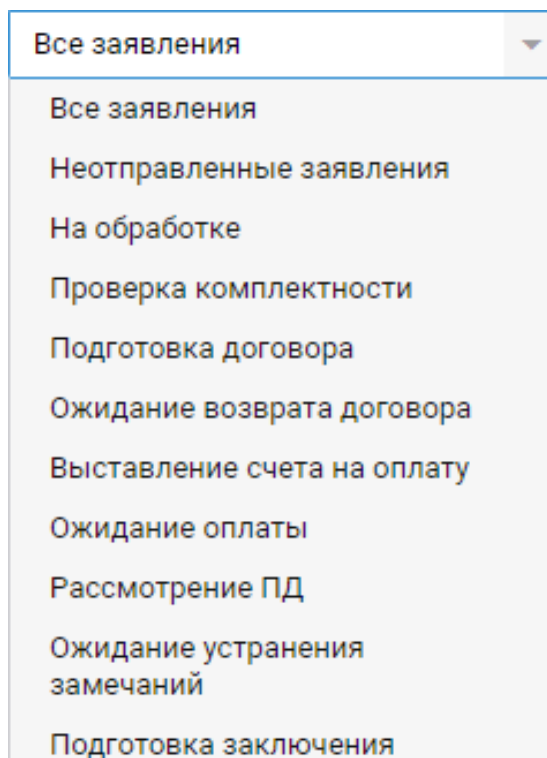 Все заявления
Все заявления
Неотправленные заявления
На обработке
Проверка комплектности
Подготовка договора
Ожидание возврата договора
Выставление счета на оплату
Ожидание оплаты
Рассмотрение ПД
Ожидание устранения
замечаний
Подготовка заключения